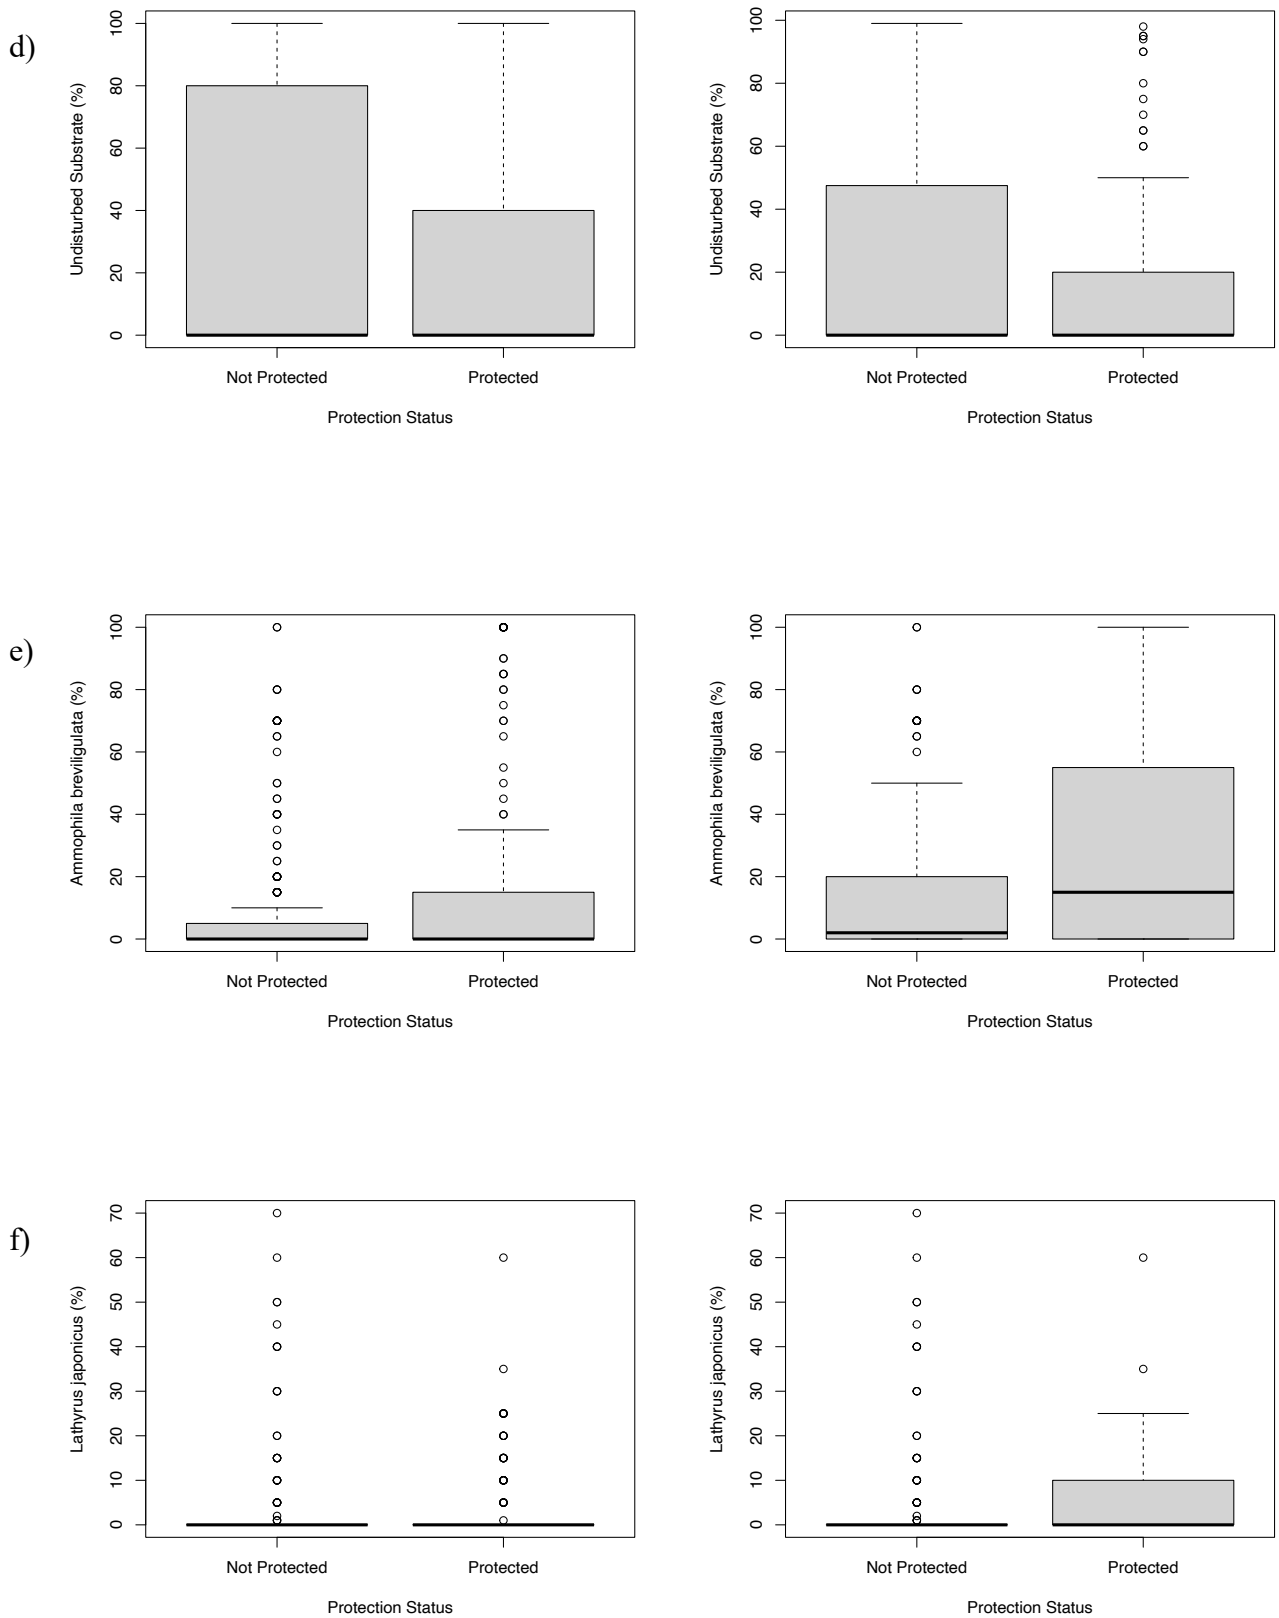 d)
Undisturbed Substrate (%)
0 20 40 60 80 100
Not Protected Protected
Protection Status
Undisturbed Substrate (%)
0 20 40 60 80 100
Not Protected Protected
Protection Status
e)
Ammophila breviligulata (%)
0 20 40 60 80 100
Not Protected Protected
Protection Status
Ammophila breviligulata (%)
0 20 40 60 80 100
Not Protected Protected
Protection Status
f)
Lathyrus japonicus (%)
0 10 20 30 40 50 60 70
Not Protected Protected
Protection Status
Lathyrus japonicus (%)
0 10 20 30 40 50 60 70
Not Protected Protected
Protection Status